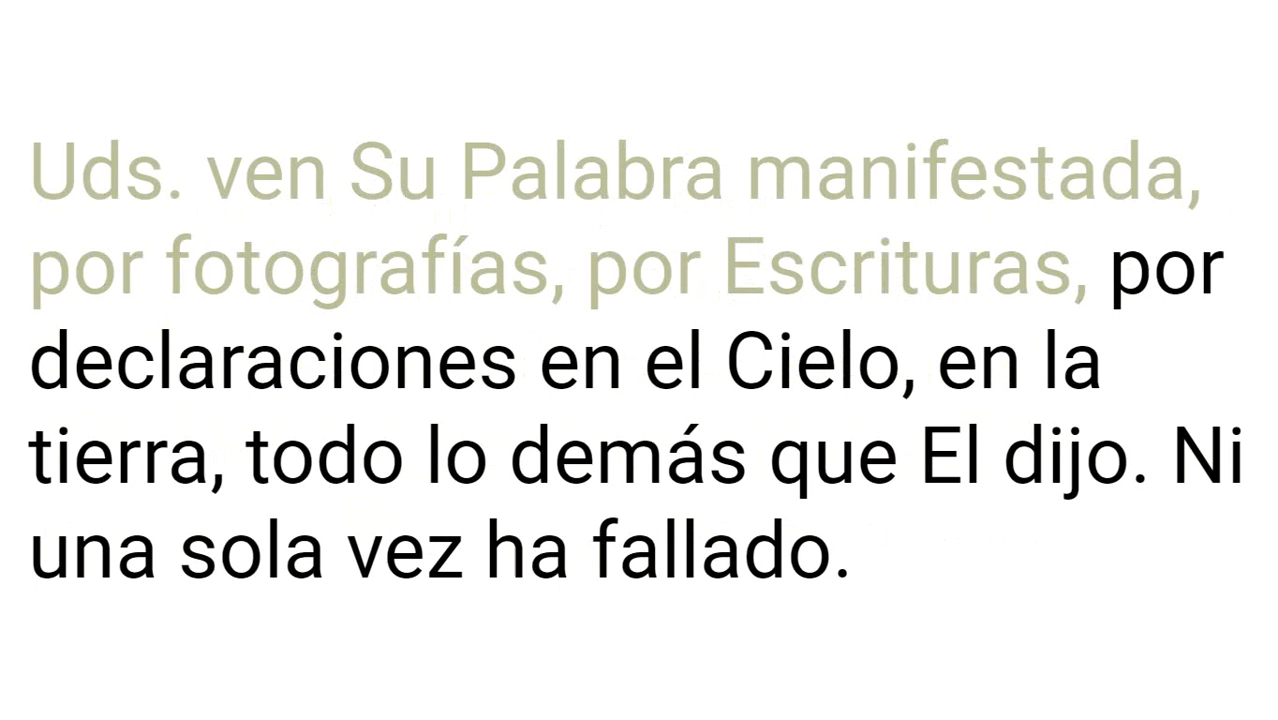 Uds. ven Su Palabra manifestada,
por fotografías, por Escrituras, por
declaraciones en el Cielo, en la
tierra, todo lo demás que El dijo. Ni
una sola vez ha fallado.